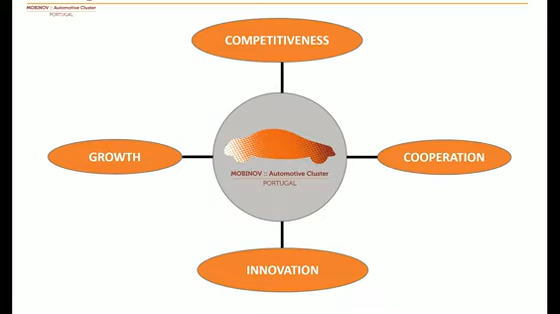 MOBINOV :: Automotive Cluster
PORTUGAL
COMPETITIVENESS
GROWTH
COOPERATION
MOBINOV :: Automotive Cluster
PORTUGAL
INNOVATION